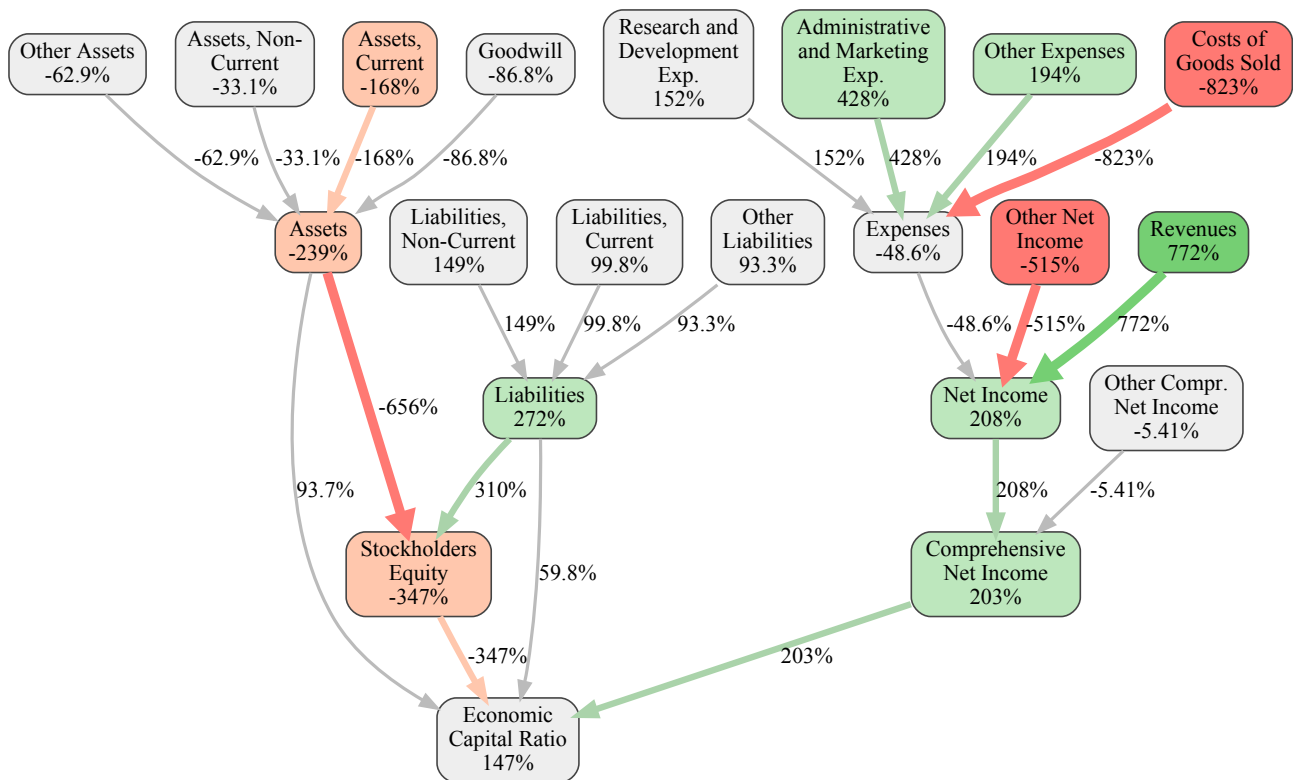 Other Assets
-62.9%
Assets, Non-
Current
-33.1%
Assets,
Current
-168%
Goodwill
-86.8%
Research and
Development
Exp.
152%
Administrative
and Marketing
Exp.
428%
Other Expenses
194%
Costs of
Goods Sold
-823%
-62.9%
-33.1%
-168%
-86.8%
152%
428%
194%
-823%
Assets
-239%
Liabilities,
Non-Current
149%
Liabilities,
Current
99.8%
Other
Liabilities
93.3%
Expenses
-48.6%
Other Net
Income
-515%
Revenues
772%
149%
99.8%
93.3%
-48.6%
-515%
772%
Liabilities
272%
Net Income
208%
Other Compr.
Net Income
-5.41%
-656%
93.7%
310%
208%
-5.41%
Stockholders
Equity
-347%
59.8%
Comprehensive
Net Income
203%
-347%
203%
Economic
Capital Ratio
147%